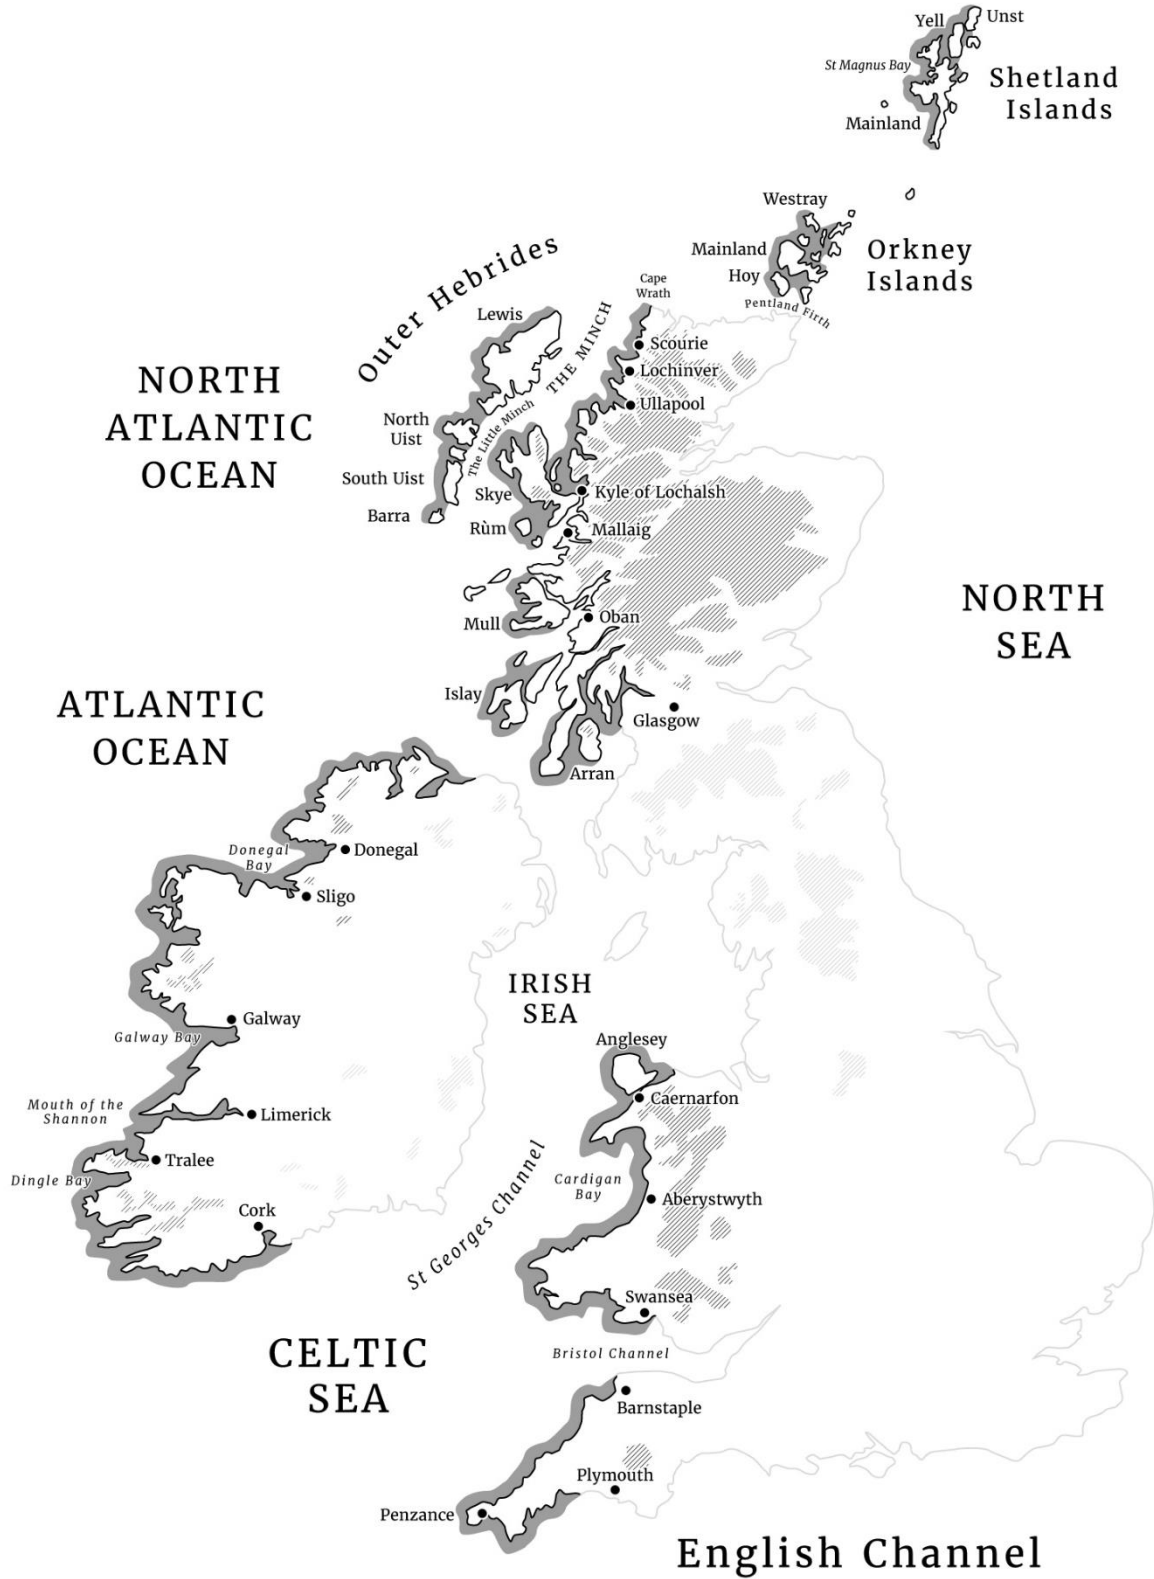 Yell
Unst
St Magnus Bay
Shetland
Islands
Mainland
Westray
Mainland
Orkney
Islands
Hoy
Pentland Firth
Cape
Wrath
Outer Hebrides
Lewis
THE MINCH
Scourie
Lochinver
NORTH
ATLANTIC
OCEAN
Ullapool
North
Uist
The Little Minch
South Uist
Skye
Kyle of Lochalsh
Barra
Rùm
Mallaig
NORTH
SEA
Mull
Oban
Islay
Glasgow
ATLANTIC
OCEAN
Arran
Donegal
Bay
Donegal
Sligo
IRISH
SEA
Galway
Galway Bay
Anglesey
Caernarfon
Mouth of the
Shannon
Limerick
Tralee
Dingle Bay
St Georges Channel
Cardigan
Bay
Aberystwyth
Cork
Swansea
CELTIC
SEA
Bristol Channel
Barnstaple
Plymouth
Penzance
English Channel